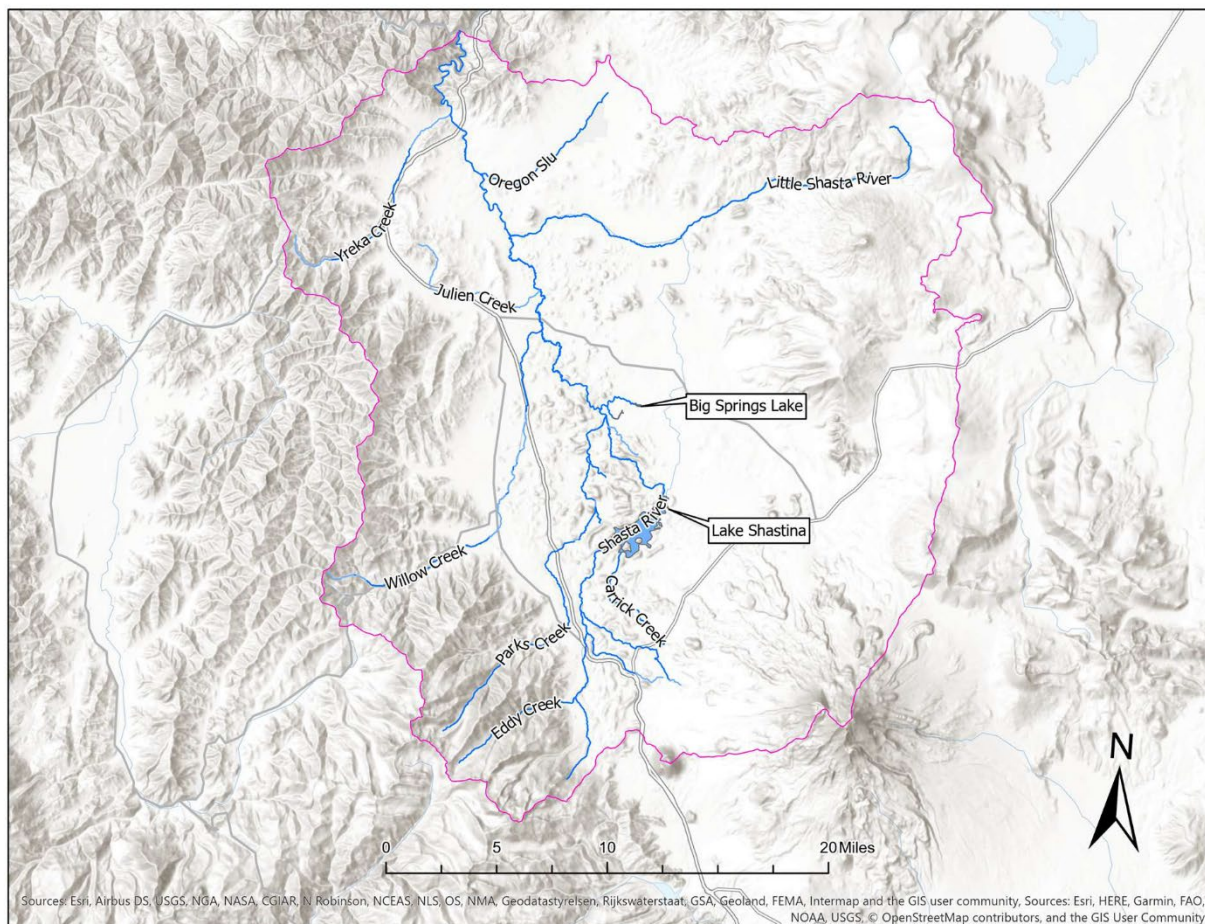 Oregon Slu
Little Shasta River
Yreka Creek
Julien Creek
Big Springs Lake
Shasta River
Lake Shastina
Willow Creek
Carrick Creek
Parks Creek
Eddy Creek
N
0 5 10 20 Miles
Sources: Esri, Airbus DS, USGS, NGA, NASA, CGIAR, N Robinson, NCEAS, NLS, OS, NMA, Geodatastyrelsen, Rijkswaterstaat, GSA, Geoland, FEMA, Intermap and the GIS user community, Sources: Esri, HERE, Garmin, FAO,
NOAA, USGS, © OpenStreetMap contributors, and the GIS User Community